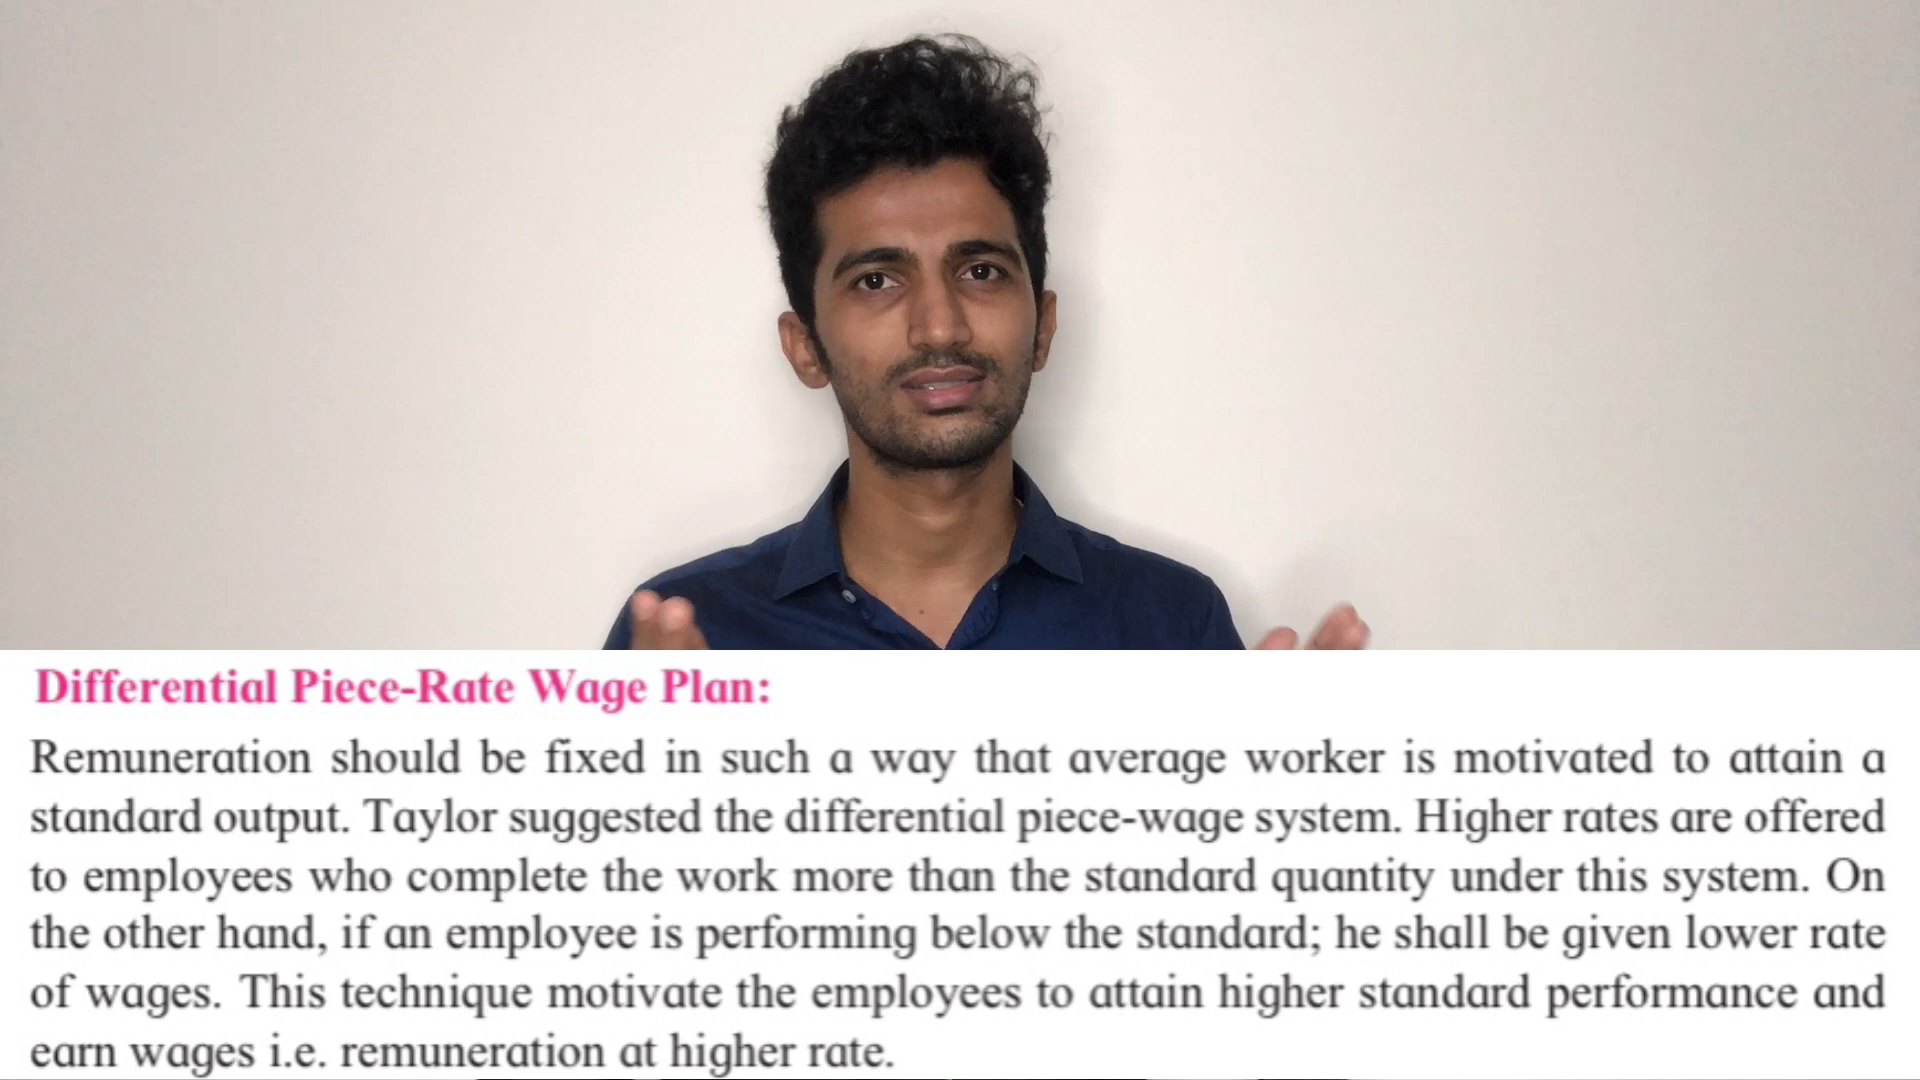 Differential Piece-Rate Wage Plan:
Remuneration should be fixed in such a way that average worker is motivated to attain a
standard output. Taylor suggested the differential piece-wage system. Higher rates are offered
to employees who complete the work more than the standard quantity under this system. On
the other hand, if an employee is performing below the standard; he shall be given lower rate
of wages. This technique motivate the employees to attain higher standard performance and
earn wages i.e. remuneration at higher rate.